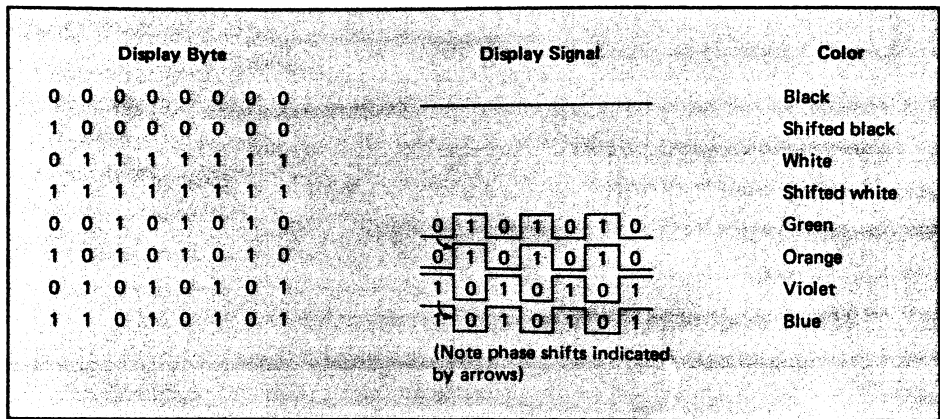 Display Byte Display Signal Color
0 0 0 0 0 0 0 0 Black
1 0 0 0 0 0 0 0 Shifted black
0 1 1 1 1 1 1 1 White
1 1 1 1 1 1 1 1 Shifted white
0 0 1 0 1 0 1 0 0 1 0 1 0 1 0 Green
1 0 1 0 1 0 1 0 0 1 0 1 0 1 0 Orange
0 1 0 1 0 1 0 1 1 0 1 0 1 0 1 Violet
1 1 0 1 0 1 0 1 1 0 1 0 1 0 1 Blue
(Note phase shifts indicated
by arrows)